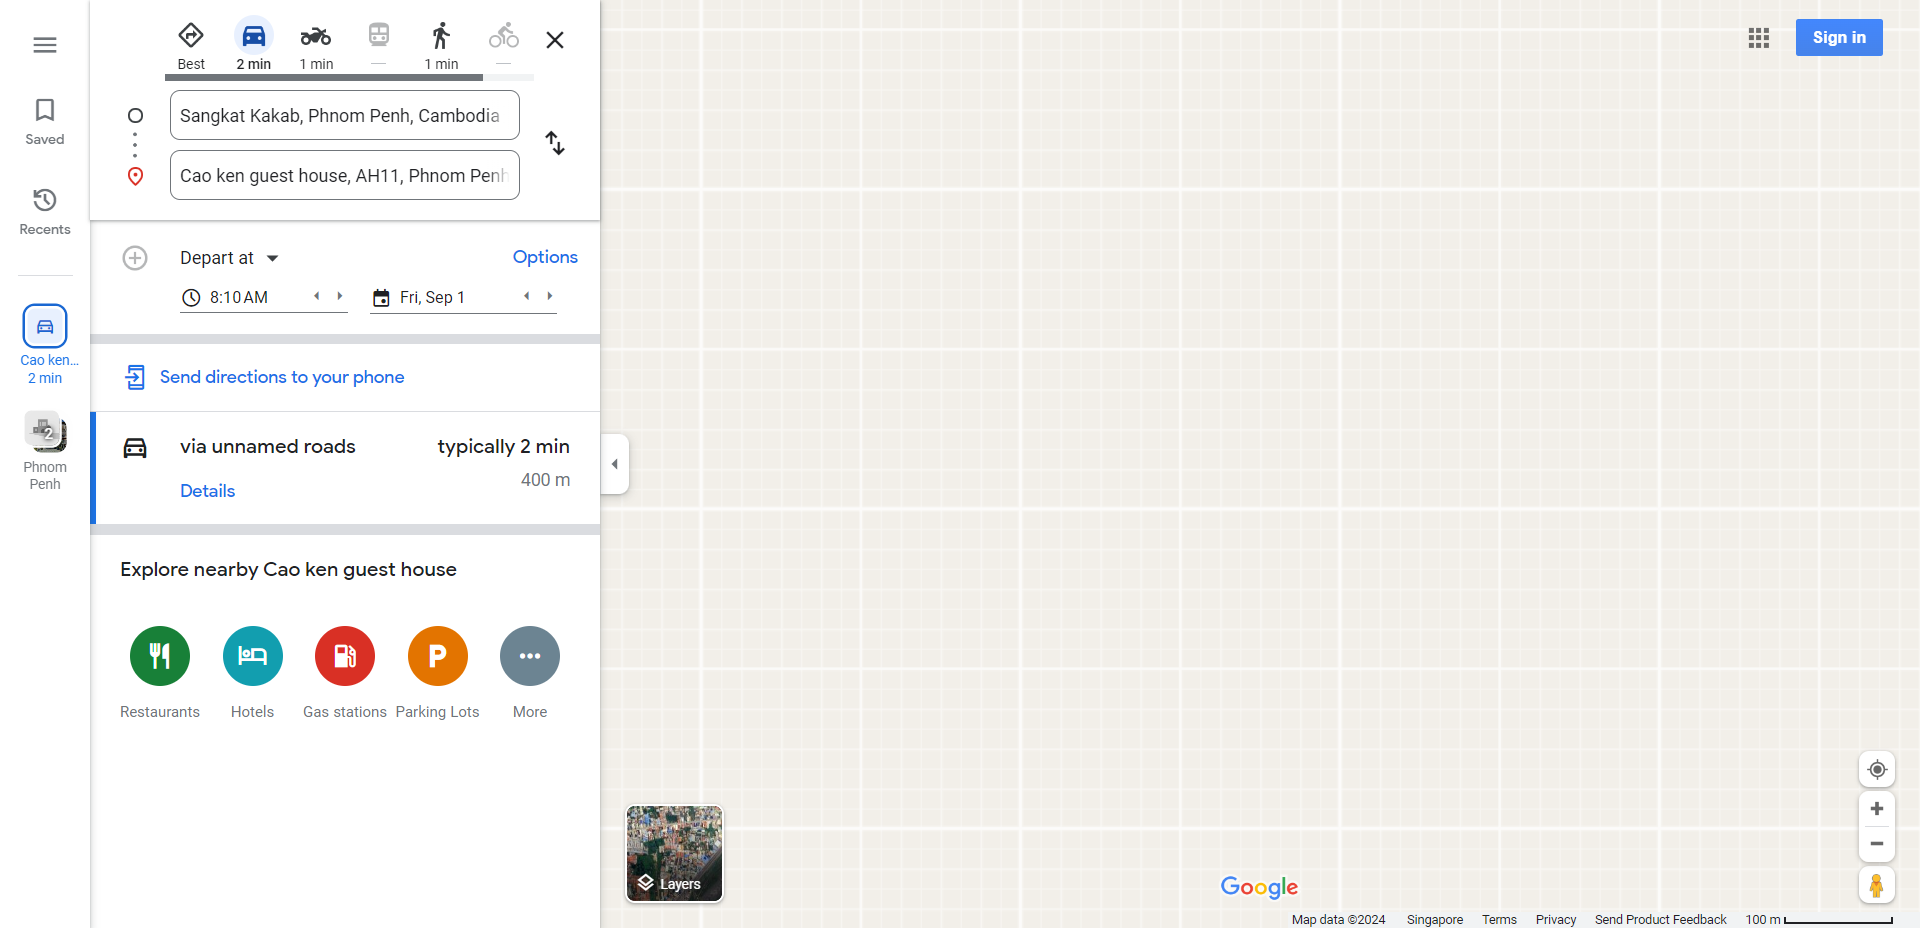 Best
2 min
1 min
1 min
Sangkat Kakab, Phnom Penh, Cambodia
Cao ken guest house, AH11, Phnom Penh
Sign in
Saved
Recents
Cao ken...
2 min
2
Phnom
Penh
Depart at
Options
8:10 AM
Fri, Sep 1
Send directions to your phone
via unnamed roads
typically 2 min
400 m
Details
Explore nearby Cao ken guest house
P
Restaurants
Hotels
Gas stations
Parking Lots
More
Layers
Google
Map data ©2024
Singapore
Terms
Privacy
Send Product Feedback
100 m